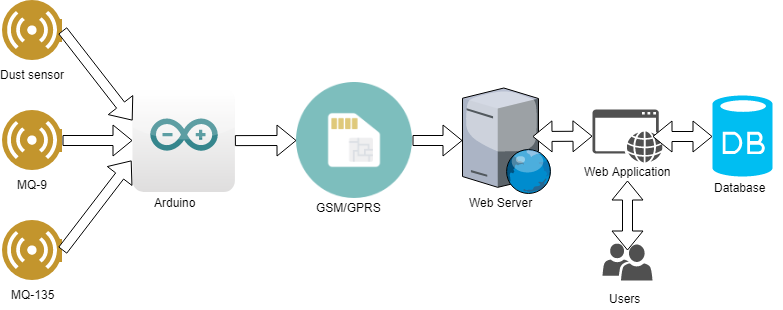 Dust sensor
MQ-9
MQ-135
Arduino
GSM/GPRS
Web Server
Web Application
DB
Database
Users